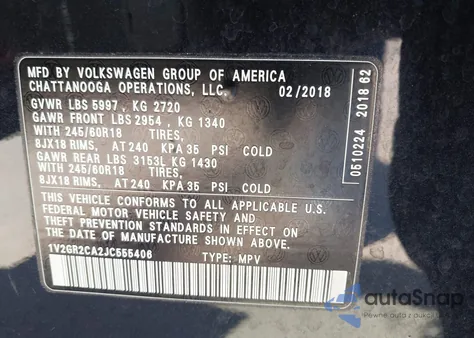 MFD BY VOLKSWAGEN GROUP OF AMERICA
CHATTANOOGA OPERATIONS, LLC, 02/2018
GVWR LBS 5997, KG 2720
GAWR FRONT LBS 2954, KG 1340
WITH 245/60R18 TIRES,
8JX18 RIMS, AT 240 KPA 35 PSI COLD
GAWR REAR LBS 3153L KG 1430
WITH 245/60R18 TIRES,
8JX18 RIMS, AT 240 KPA 35 PSI COLD
THIS VEHICLE CONFORMS TO ALL APPLICABLE U.S.
FEDERAL MOTOR VEHICLE SAFETY AND
THEFT PREVENTION STANDARDS IN EFFECT ON THE
DATE OF MANUFACTURE SHOWN ABOVE.
1V2GR2CA2JC555406 TYPE: MPV
0510224 2018 62
autoSnap
Pewne auta z aukcji